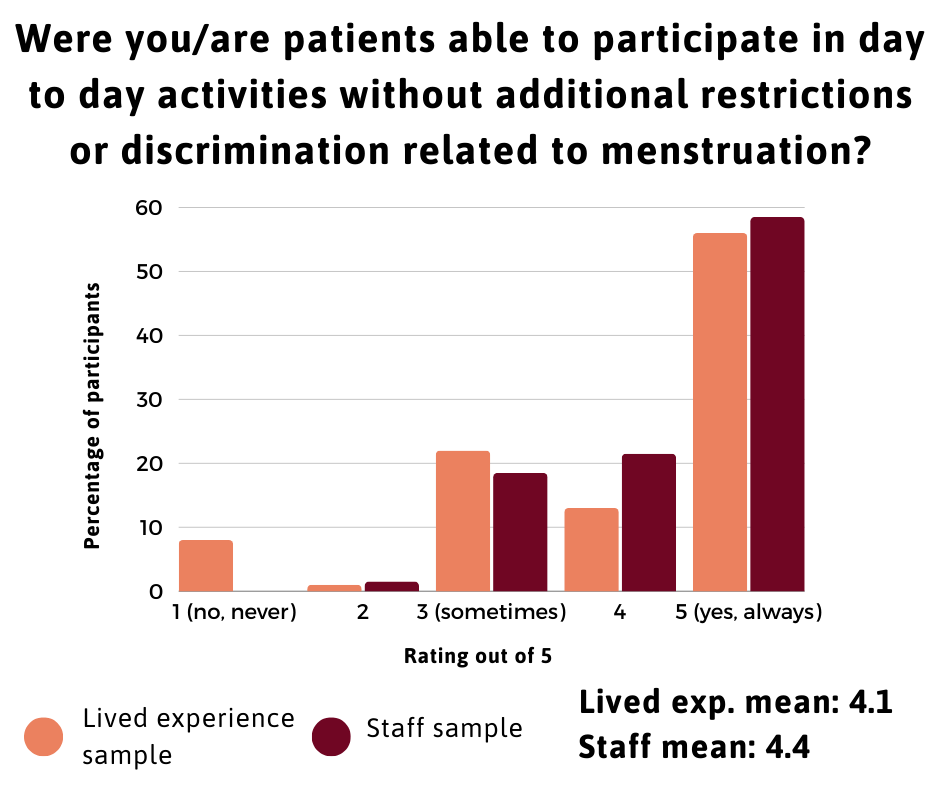 Were you/are patients able to participate in day
to day activities without additional restrictions
or discrimination related to menstruation?
60
50
40
30
20
10
0
Percentage of participants
1 (no, never)
2
3 (sometimes)
4
5 (yes, always)
Rating out of 5
Lived experience
sample
Staff sample
Lived exp. mean: 4.1
Staff mean: 4.4